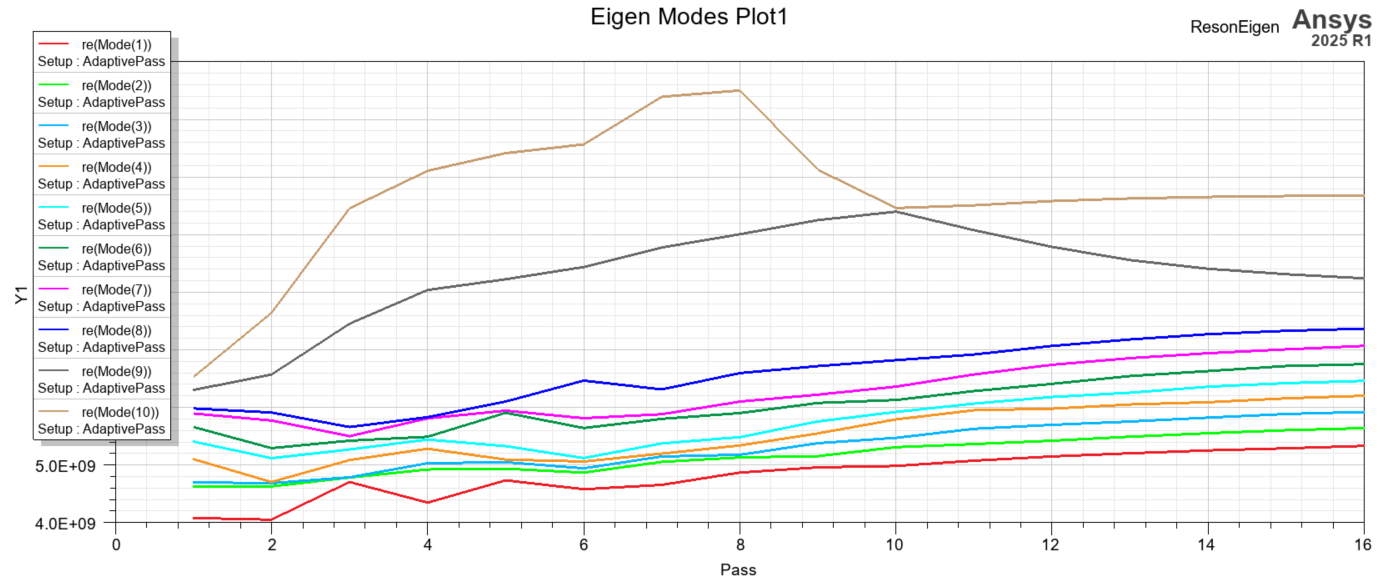 Eigen Modes Plot1
ResonEigen
Ansys
2025 R1
re(Mode(1))
Setup : AdaptivePass
re(Mode(2))
Setup : AdaptivePass
re(Mode(3))
Setup : AdaptivePass
re(Mode(4))
Setup : AdaptivePass
re(Mode(5))
Setup : AdaptivePass
re(Mode(6))
Setup : AdaptivePass
re(Mode(7))
Setup : AdaptivePass
re(Mode(8))
Setup : AdaptivePass
re(Mode(9))
Setup : AdaptivePass
re(Mode(10))
Setup : AdaptivePass
Y1
5.0E+09
4.0E+09
0 2 4 6 8 10 12 14 16
Pass